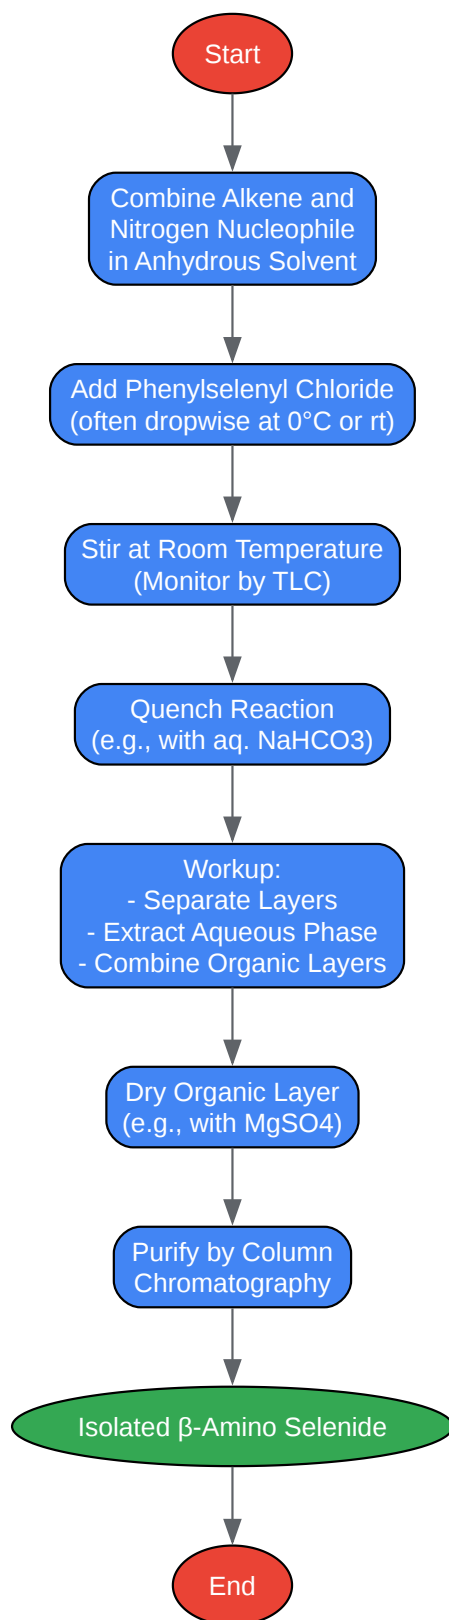 Start
Combine Alkene and
Nitrogen Nucleophile
in Anhydrous Solvent
Add Phenylselenyl Chloride
(often dropwise at 0°C or rt)
Stir at Room Temperature
(Monitor by TLC)
Quench Reaction
(e.g., with aq. NaHCO3)
Workup:
- Separate Layers
- Extract Aqueous Phase
- Combine Organic Layers
Dry Organic Layer
(e.g., with MgSO4)
Purify by Column
Chromatography
Isolated β-Amino Selenide
End